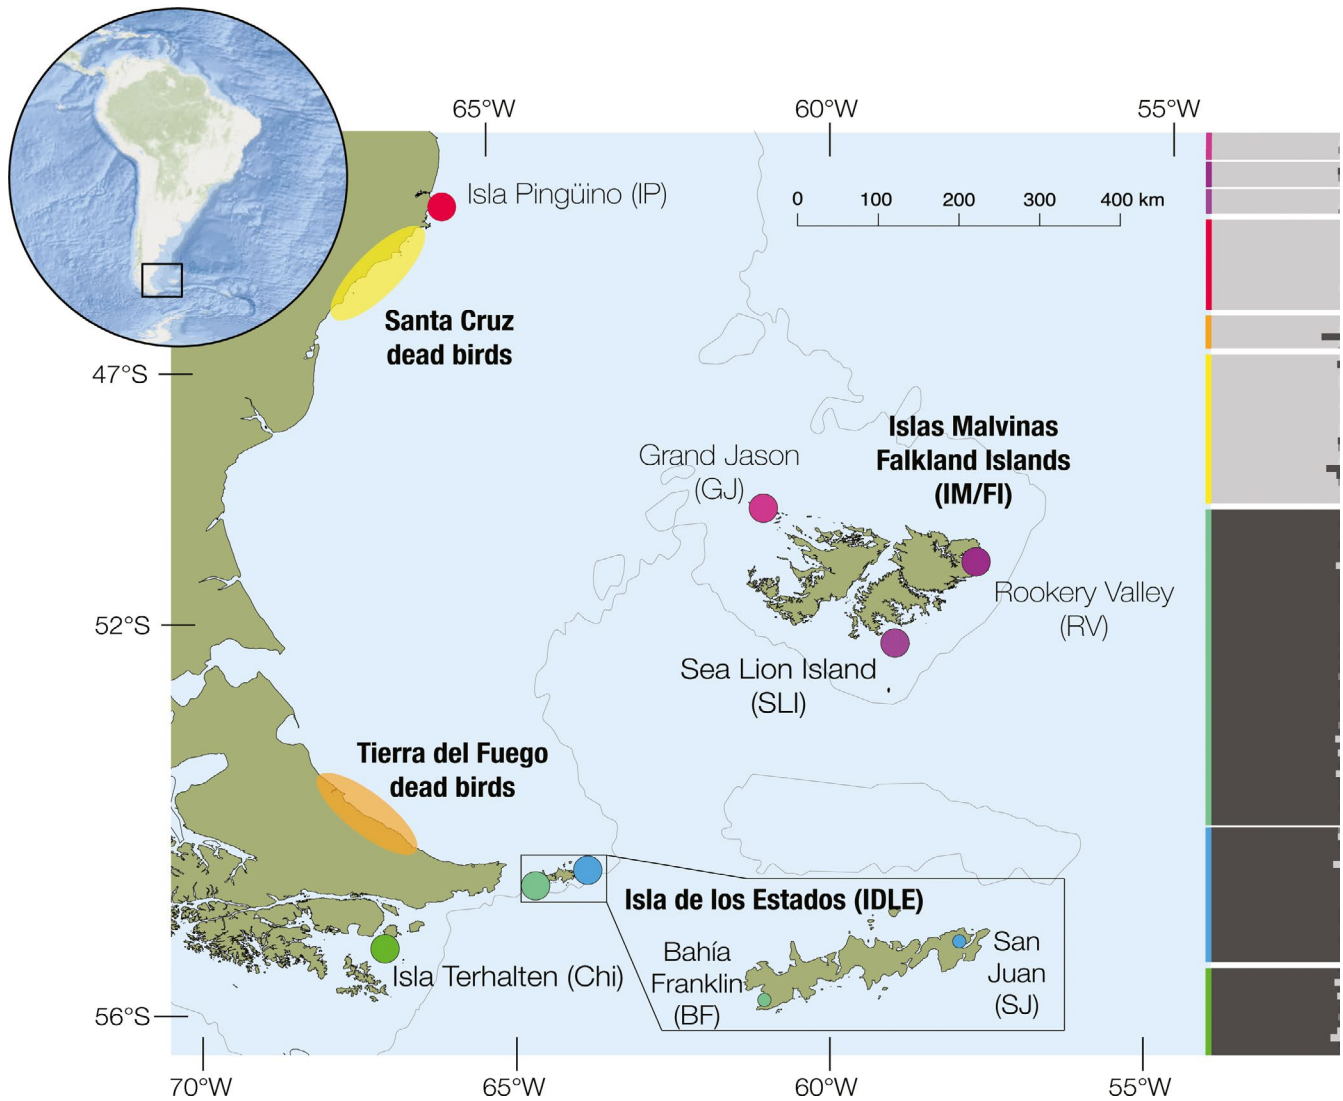 65°W
60°W
55°W
Isla Pingüino (IP)
0
100
200
300
400 km
Santa Cruz
dead birds
47°S
Islas Malvinas
Falkland Islands
(IM/FI)
Grand Jason
(GJ)
Rookery Valley
(RV)
52°S
Sea Lion Island
(SLI)
Tierra del Fuego
dead birds
Isla de los Estados (IDLE)
Bahía
Franklin
(BF)
San
Juan
(SJ)
Isla Terhalten (Chi)
56°S
70°W
65°W
60°W
55°W